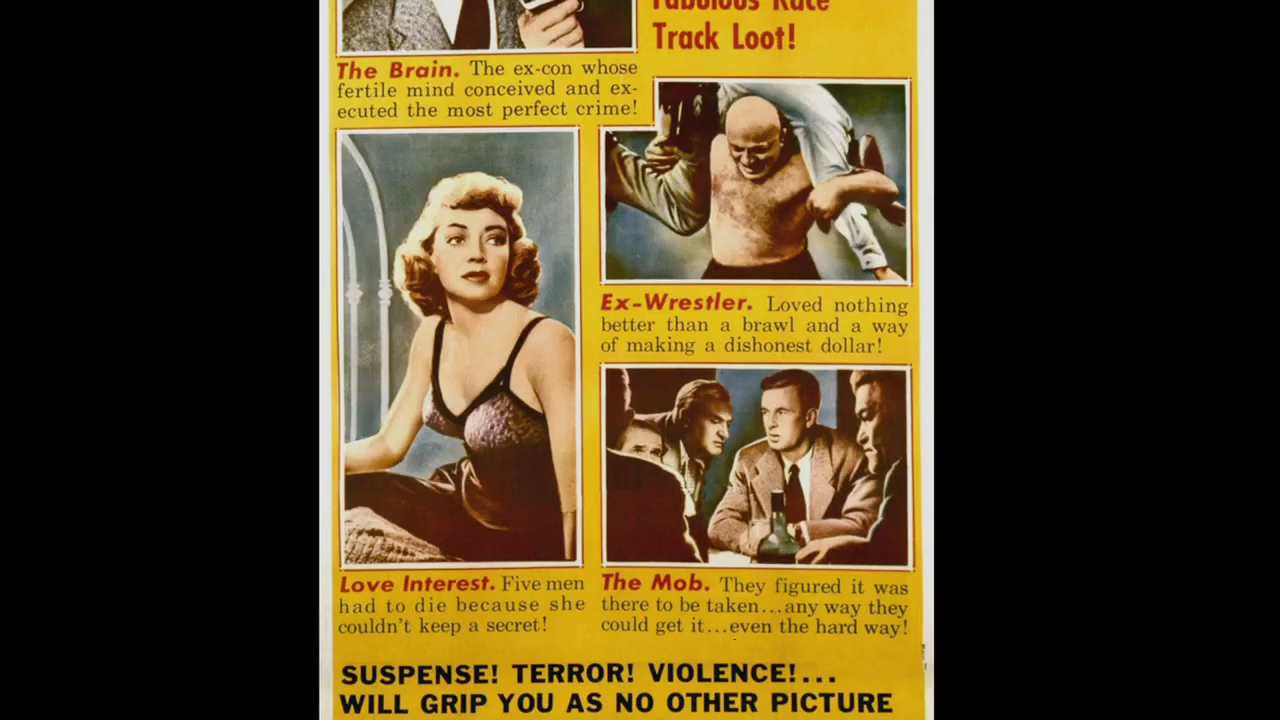 Fabulous Race
Track Loot!
The Brain. The ex-con whose
fertile mind conceived and ex-
ecuted the most perfect crime!
Ex-Wrestler. Loved nothing
better than a brawl and a way
of making a dishonest dollar!
Love Interest. Five men
had to die because she
couldn't keep a secret!
The Mob. They figured it was
there to be taken...any way they
could get it...even the hard way!
SUSPENSE! TERROR! VIOLENCE!...
WILL GRIP YOU AS NO OTHER PICTURE